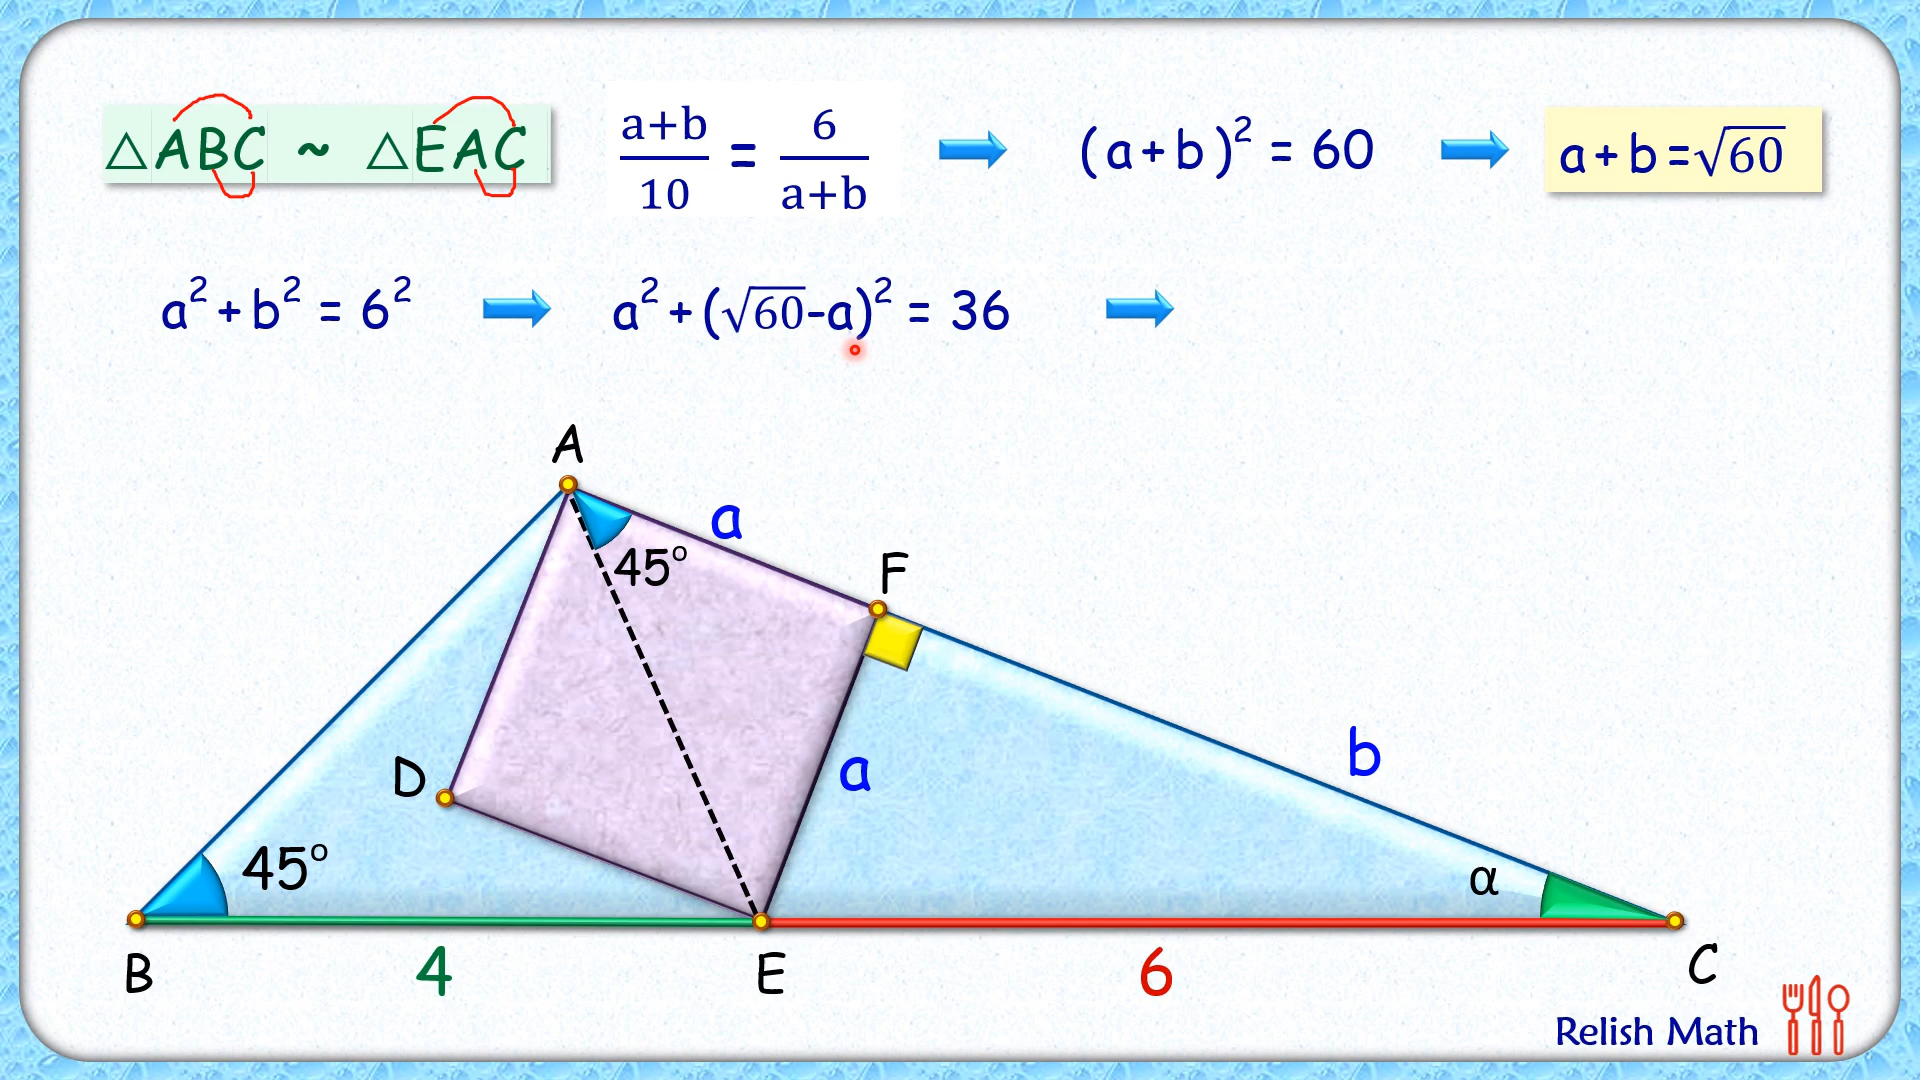 △ABC ~ △EAC
a+b/10 = 6/a+b
(a+b)² = 60
a+b=√60
a²+b² = 6²
a²+(√60-a)² = 36
A
a
45°
F
b
D
a
45°
α
B
4
E
6
C
Relish Math